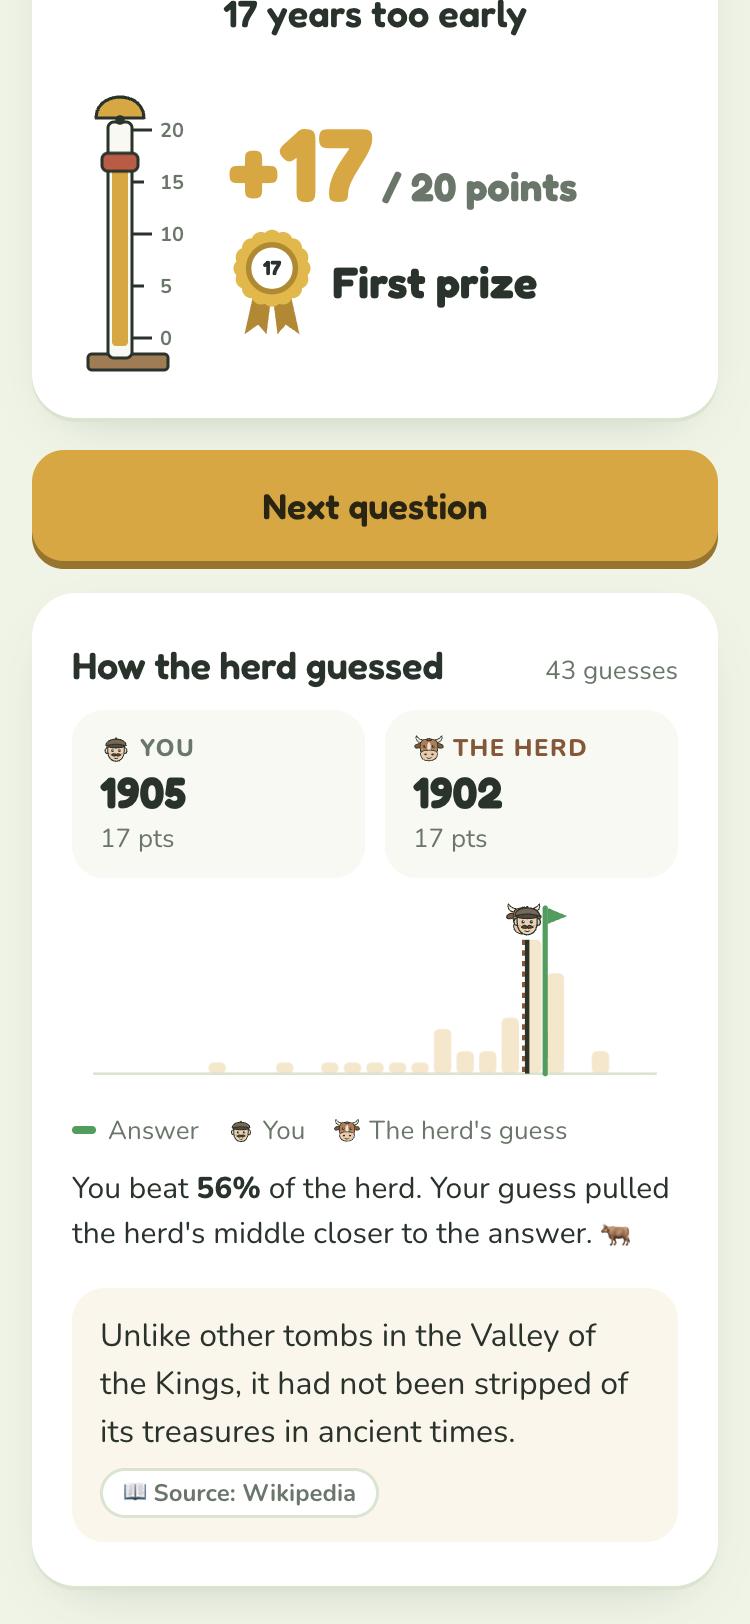 17 years too early
20
15
10
5
0
+17 / 20 points
17
First prize
Next question
How the herd guessed
43 guesses
YOU
1905
17 pts
THE HERD
1902
17 pts
Answer
You
The herd's guess
You beat 56% of the herd. Your guess pulled
the herd's middle closer to the answer.
Unlike other tombs in the Valley of
the Kings, it had not been stripped of
its treasures in ancient times.
Source: Wikipedia